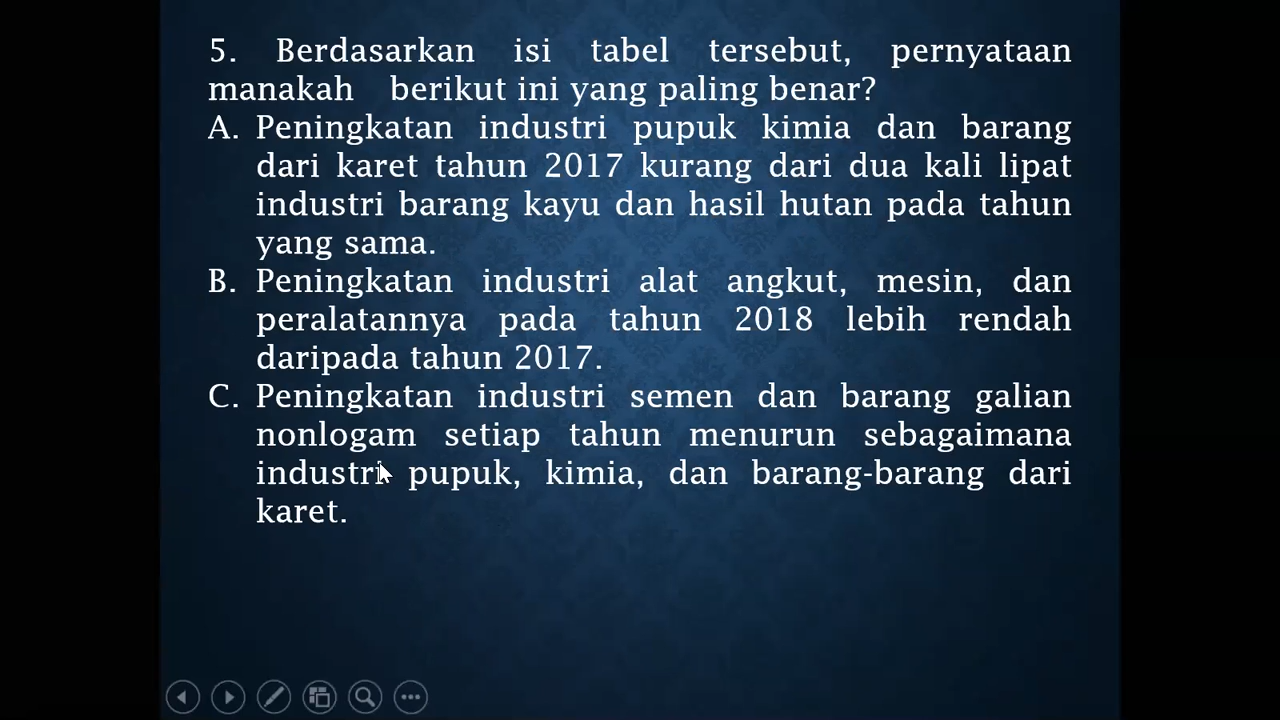 5. Berdasarkan isi tabel tersebut, pernyataan
manakah berikut ini yang paling benar?
A. Peningkatan industri pupuk kimia dan barang
dari karet tahun 2017 kurang dari dua kali lipat
industri barang kayu dan hasil hutan pada tahun
yang sama.
B. Peningkatan industri alat angkut, mesin, dan
peralatannya pada tahun 2018 lebih rendah
daripada tahun 2017.
C. Peningkatan industri semen dan barang galian
nonlogam setiap tahun menurun sebagaimana
industri pupuk, kimia, dan barang-barang dari
karet.